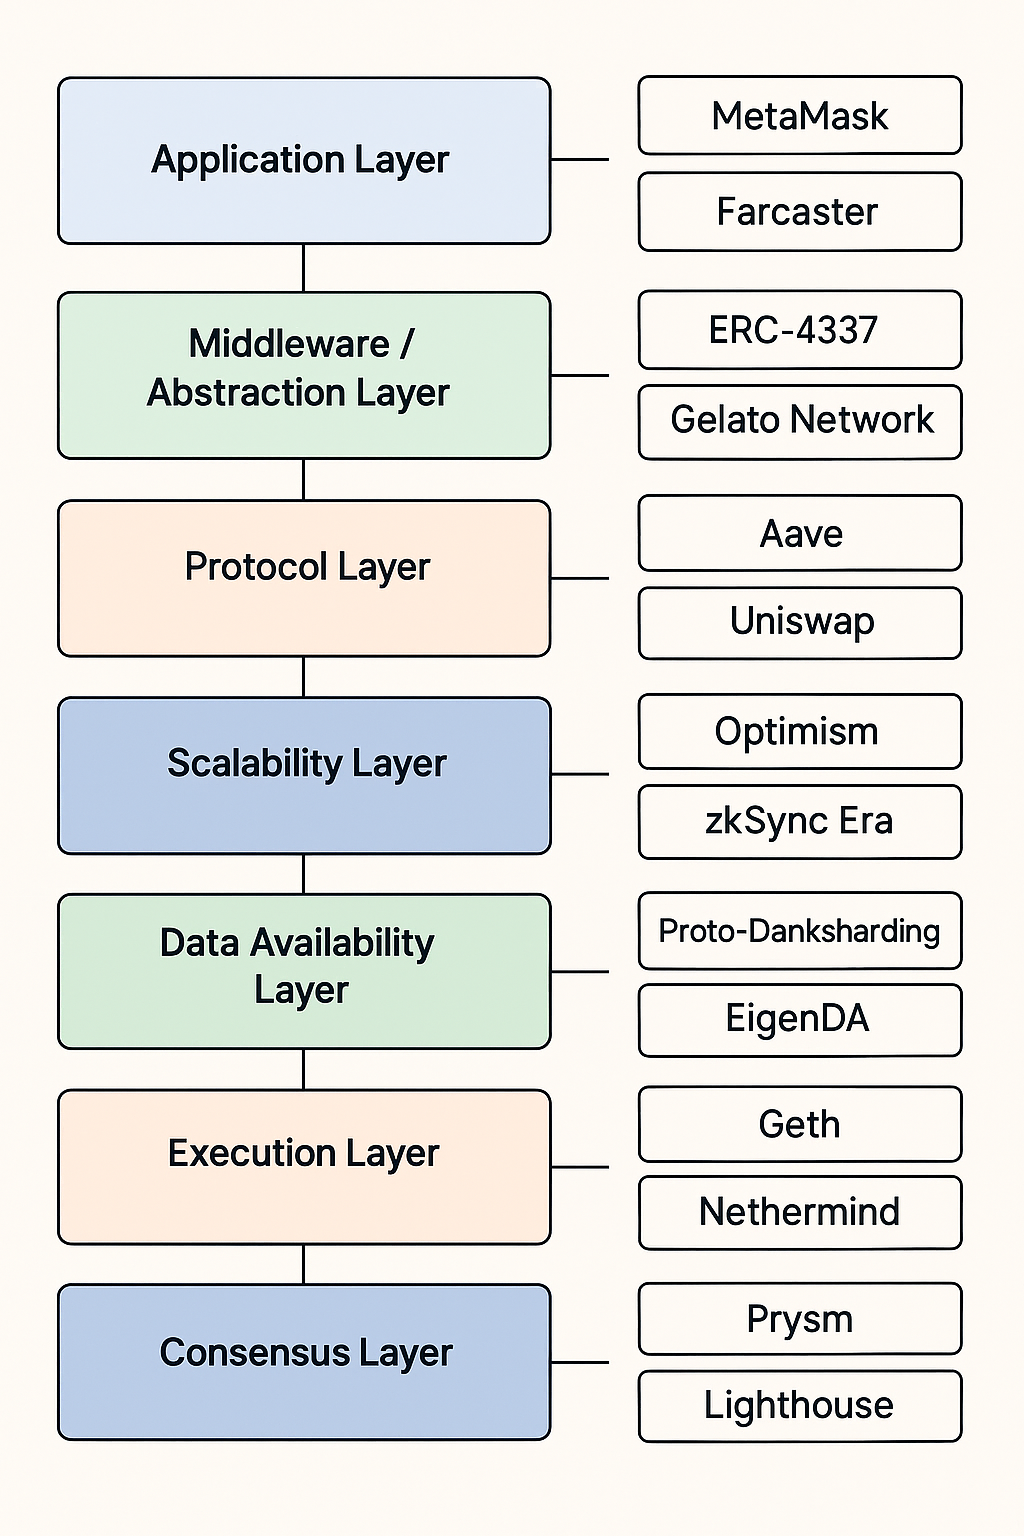 Application Layer
MetaMask
Farcaster
Middleware /
Abstraction Layer
ERC-4337
Gelato Network
Protocol Layer
Aave
Uniswap
Scalability Layer
Optimism
zkSync Era
Data Availability
Layer
Proto-Danksharding
EigenDA
Execution Layer
Geth
Nethermind
Consensus Layer
Prysm
Lighthouse